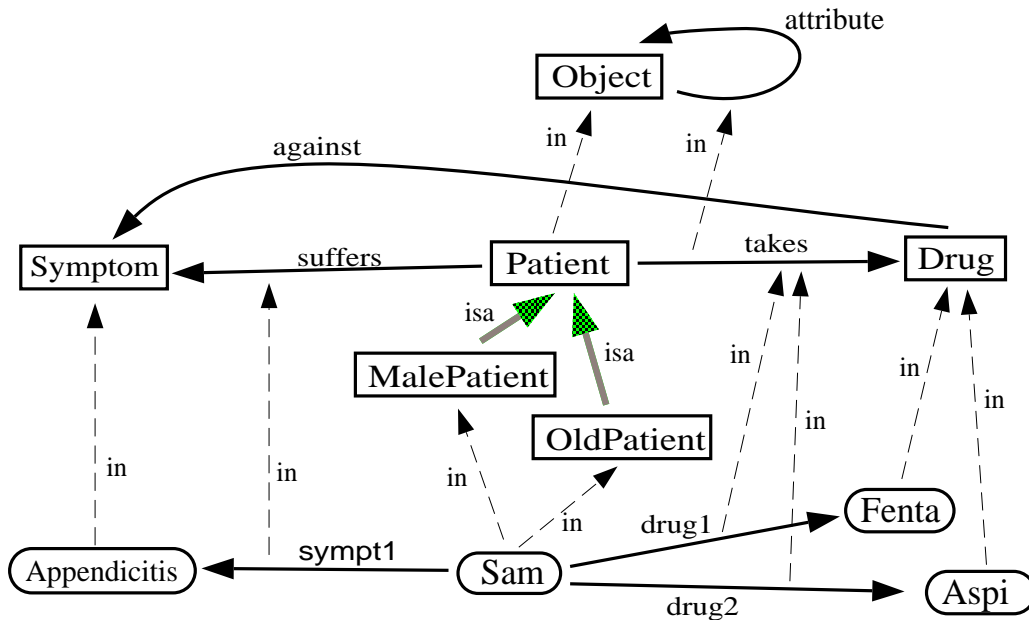 attribute
Object
in
in
against
Symptom
suffers
Patient
takes
Drug
isa
isa
in
in
MalePatient
in
in
OldPatient
in
in
in
in
Fenta
drug1
Appendicitis
sympt1
Sam
drug2
Aspi